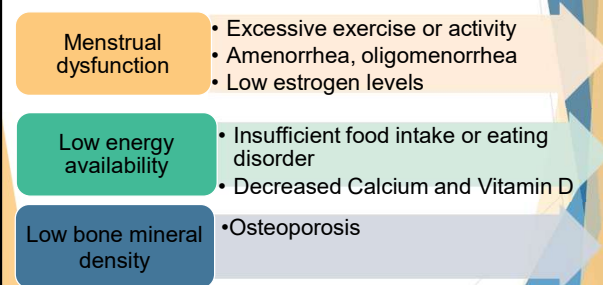 Menstrual
dysfunction
• Excessive exercise or activity
• Amenorrhea, oligomenorrhea
• Low estrogen levels
Low energy
availability
• Insufficient food intake or eating
disorder
• Decreased Calcium and Vitamin D
Low bone mineral
density
•Osteoporosis